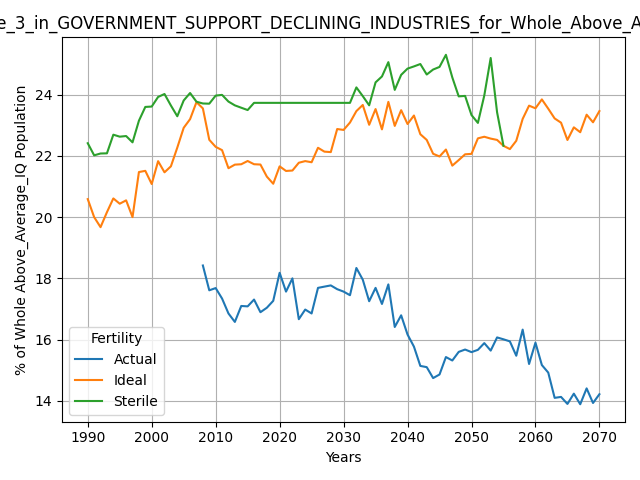 e_3_in_GOVERNMENT_SUPPORT_DECLINING_INDUSTRIES_for_Whole_Above_A
% of Whole Above_Average_IQ Population
24
22
20
18
16
14
Fertility
Actual
Ideal
Sterile
1990 2000 2010 2020 2030 2040 2050 2060 2070
Years